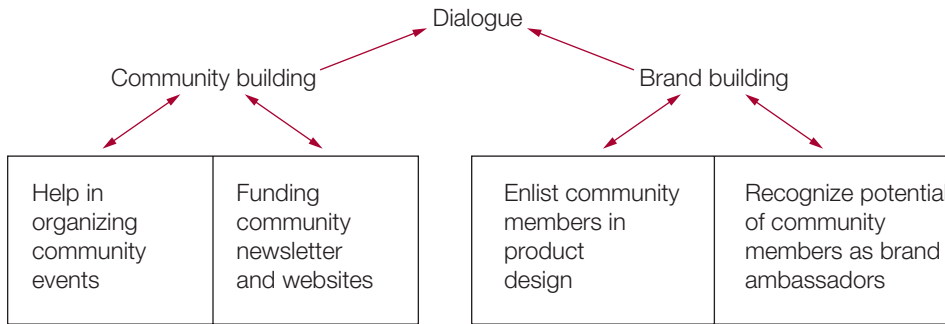 Dialogue
Community building
Brand building
Help in
organizing
community
events
Funding
community
newsletter
and websites
Enlist community
members in
product
design
Recognize potential
of community
members as brand
ambassadors